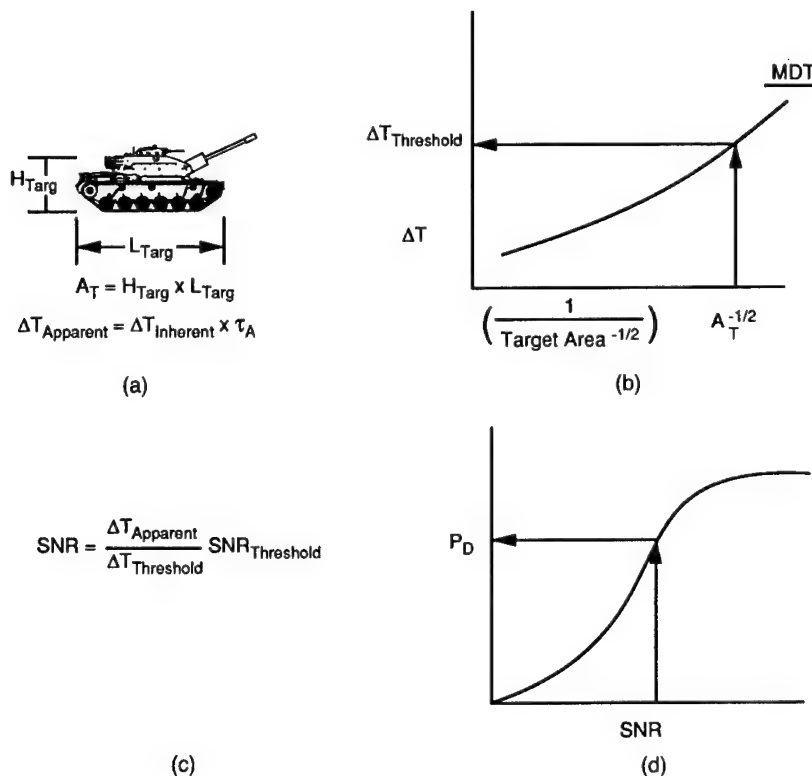 H_Targ
L_Targ
A_T = H_Targ x L_Targ
ΔT_Apparent = ΔT_Inherent x τ_A
(a)
MDT
ΔT_Threshold
ΔT
( 1 / Target Area^-1/2 )
A_T^-1/2
(b)
SNR = ΔT_Apparent / ΔT_Threshold SNR_Threshold
(c)
P_D
SNR
(d)